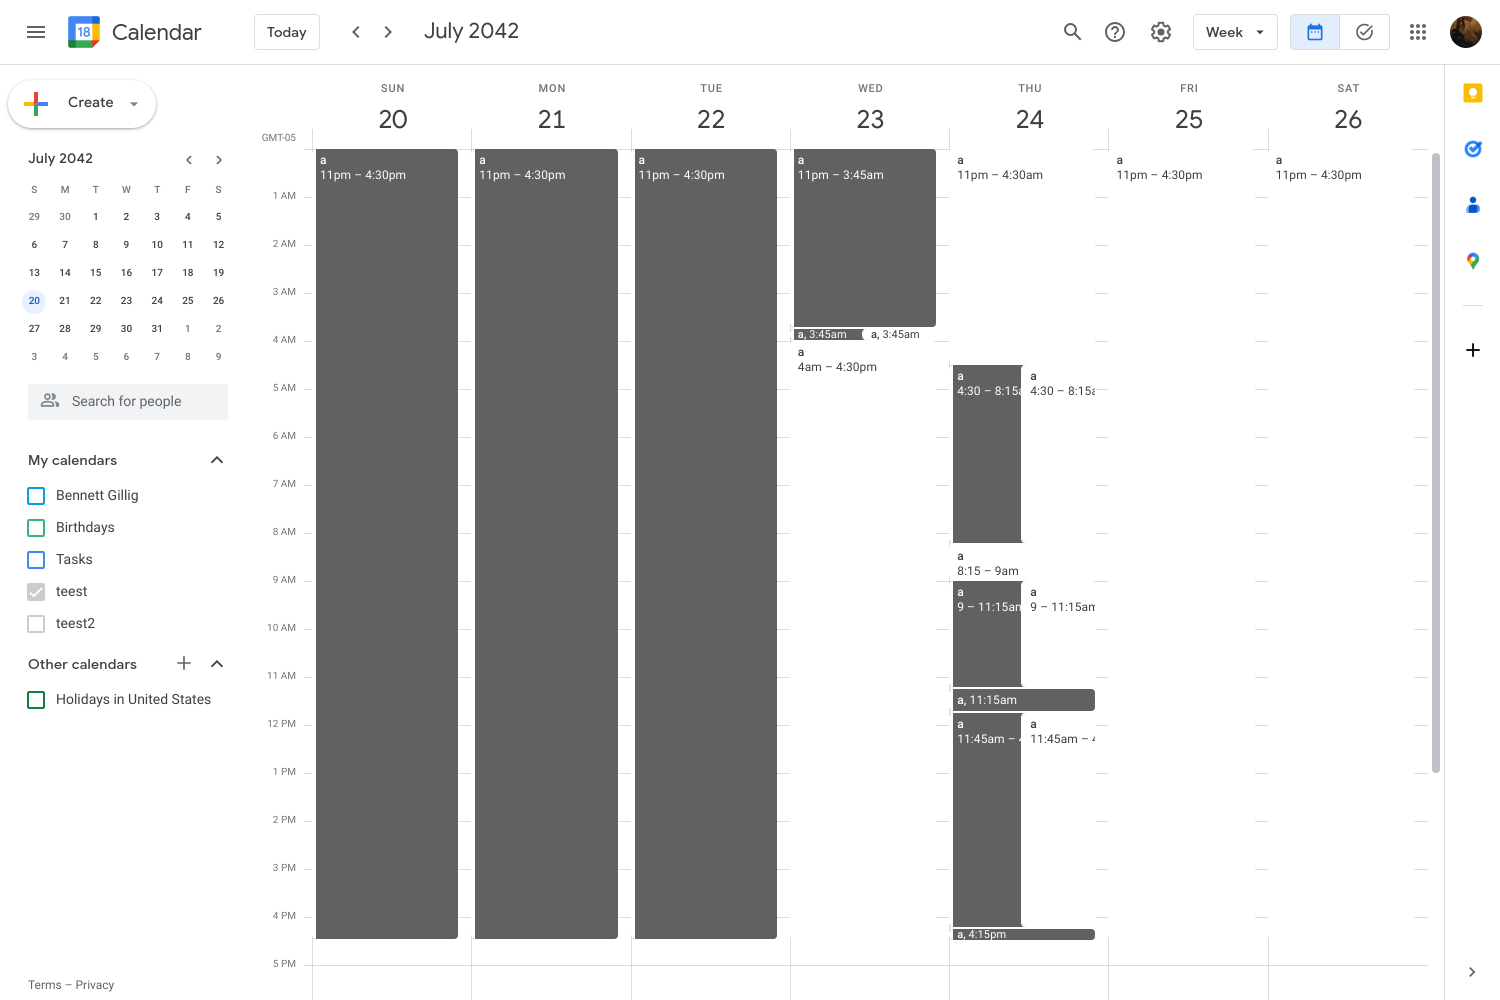 18 Calendar Today July 2042 Week
Create
July 2042
S M T W T F S
29 30 1 2 3 4 5
6 7 8 9 10 11 12
13 14 15 16 17 18 19
20 21 22 23 24 25 26
27 28 29 30 31 1 2
3 4 5 6 7 8 9
Search for people
My calendars
Bennett Gillig
Birthdays
Tasks
teest
teest2
Other calendars
Holidays in United States
Terms – Privacy
SUN MON TUE WED THU FRI SAT
20 21 22 23 24 25 26
GMT-05
1 AM
2 AM
3 AM
4 AM
5 AM
6 AM
7 AM
8 AM
9 AM
10 AM
11 AM
12 PM
1 PM
2 PM
3 PM
4 PM
5 PM
a
11pm – 4:30pm
a
11pm – 4:30pm
a
11pm – 4:30pm
a
11pm – 3:45am
a, 3:45am
a, 3:45am
a
4am – 4:30pm
a
11pm – 4:30am
a
4:30 – 8:15a
a
4:30 – 8:15a
a
8:15 – 9am
a
9 – 11:15am
a
9 – 11:15am
a, 11:15am
a
11:45am – 4
a
11:45am – 4
a, 4:15pm
a
11pm – 4:30pm
a
11pm – 4:30pm